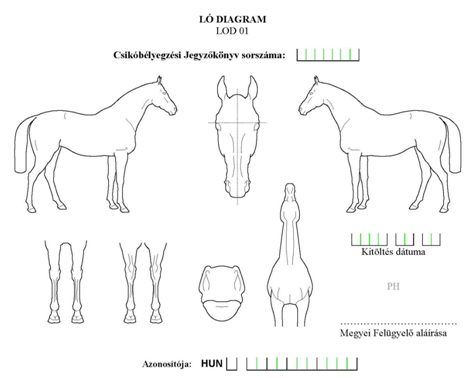 LÓ DIAGRAM
LOD 01
Csikóbélyegzési Jegyzőkönyv sorszáma:
Kitöltés dátuma
PH
Megyei Felügyelő aláírása
Azonosítója: HUN